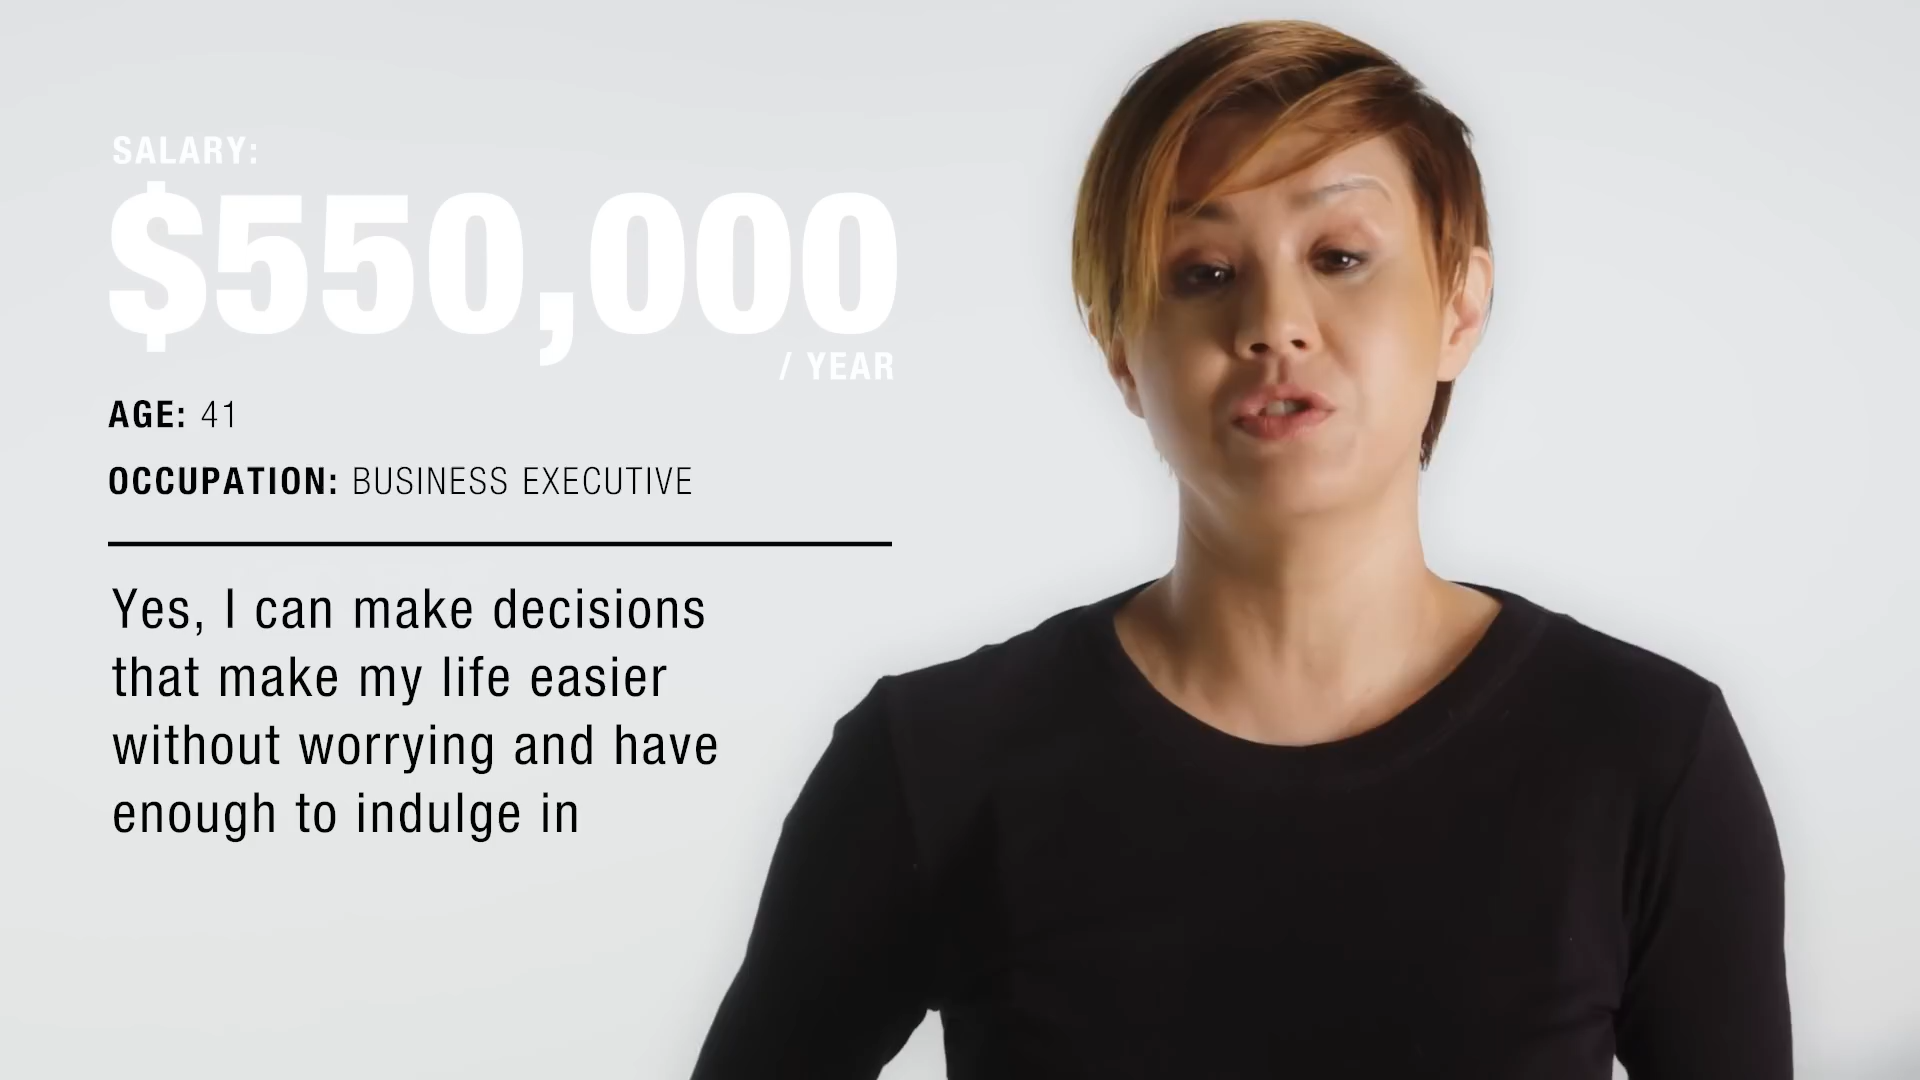 SALARY:
$550,000
/ YEAR
AGE: 41
OCCUPATION: BUSINESS EXECUTIVE
Yes, I can make decisions
that make my life easier
without worrying and have
enough to indulge in